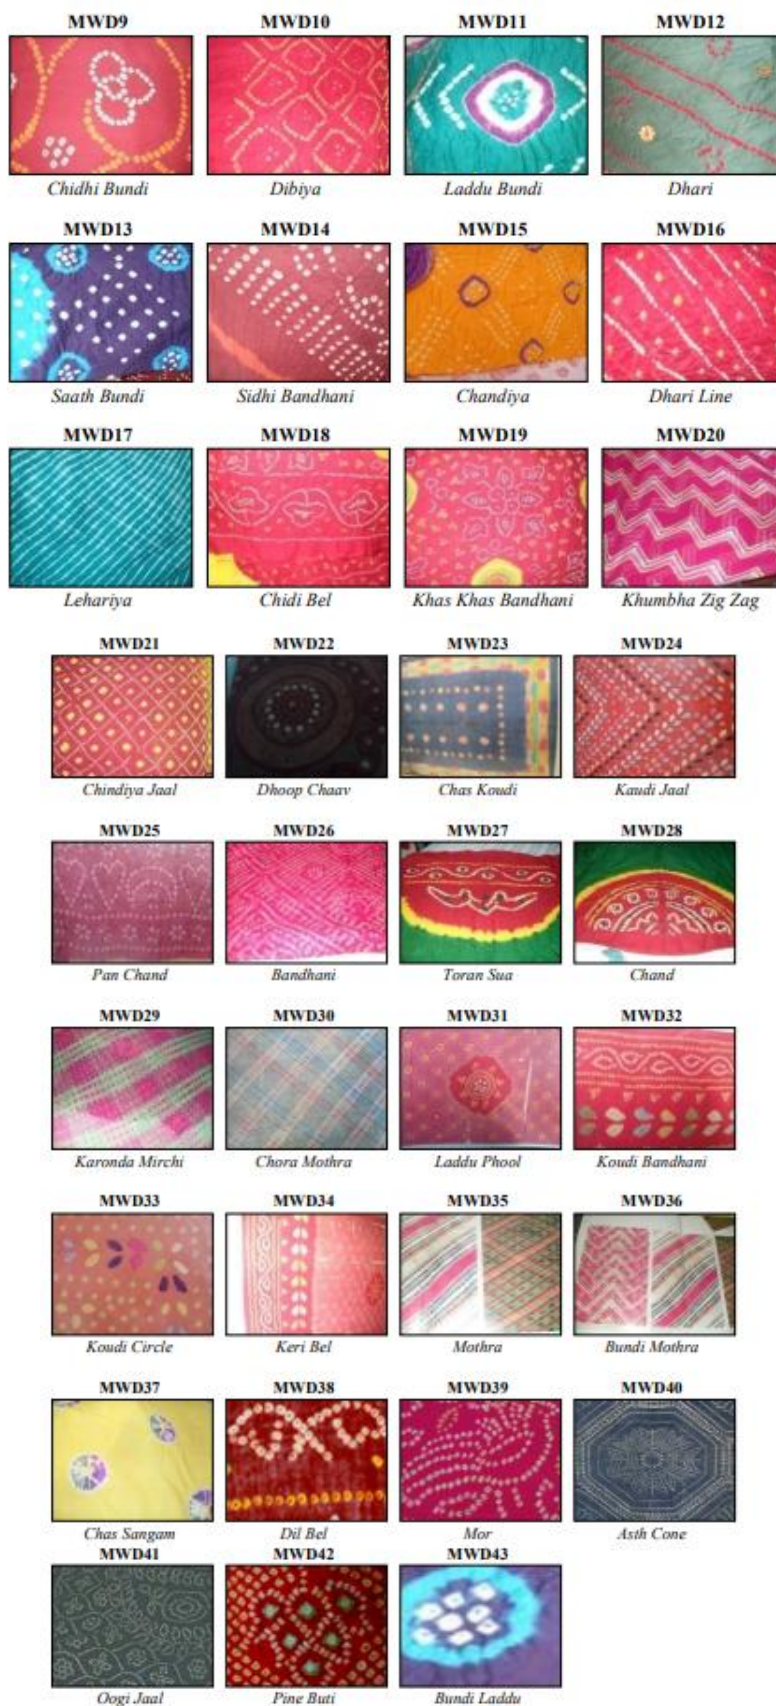 MWD9 MWD10 MWD11 MWD12
Chidhi Bundi Dibiya Laddu Bundi Dhari
MWD13 MWD14 MWD15 MWD16
Saath Bundi Sidhi Bandhani Chandiya Dhari Line
MWD17 MWD18 MWD19 MWD20
Lehariya Chidi Bel Khas Khas Bandhani Khumbha Zig Zag
MWD21 MWD22 MWD23 MWD24
Chindiya Jaal Dhoop Chaav Chas Koudi Kaudi Jaal
MWD25 MWD26 MWD27 MWD28
Pan Chand Bandhani Toran Sua Chand
MWD29 MWD30 MWD31 MWD32
Karonda Mirchi Chora Mothra Laddu Phool Koudi Bandhani
MWD33 MWD34 MWD35 MWD36
Koudi Circle Keri Bel Mothra Bundi Mothra
MWD37 MWD38 MWD39 MWD40
Chas Sangam Dil Bel Mor Asth Cone
MWD41 MWD42 MWD43
Oogi Jaal Pine Buti Bundi Laddu